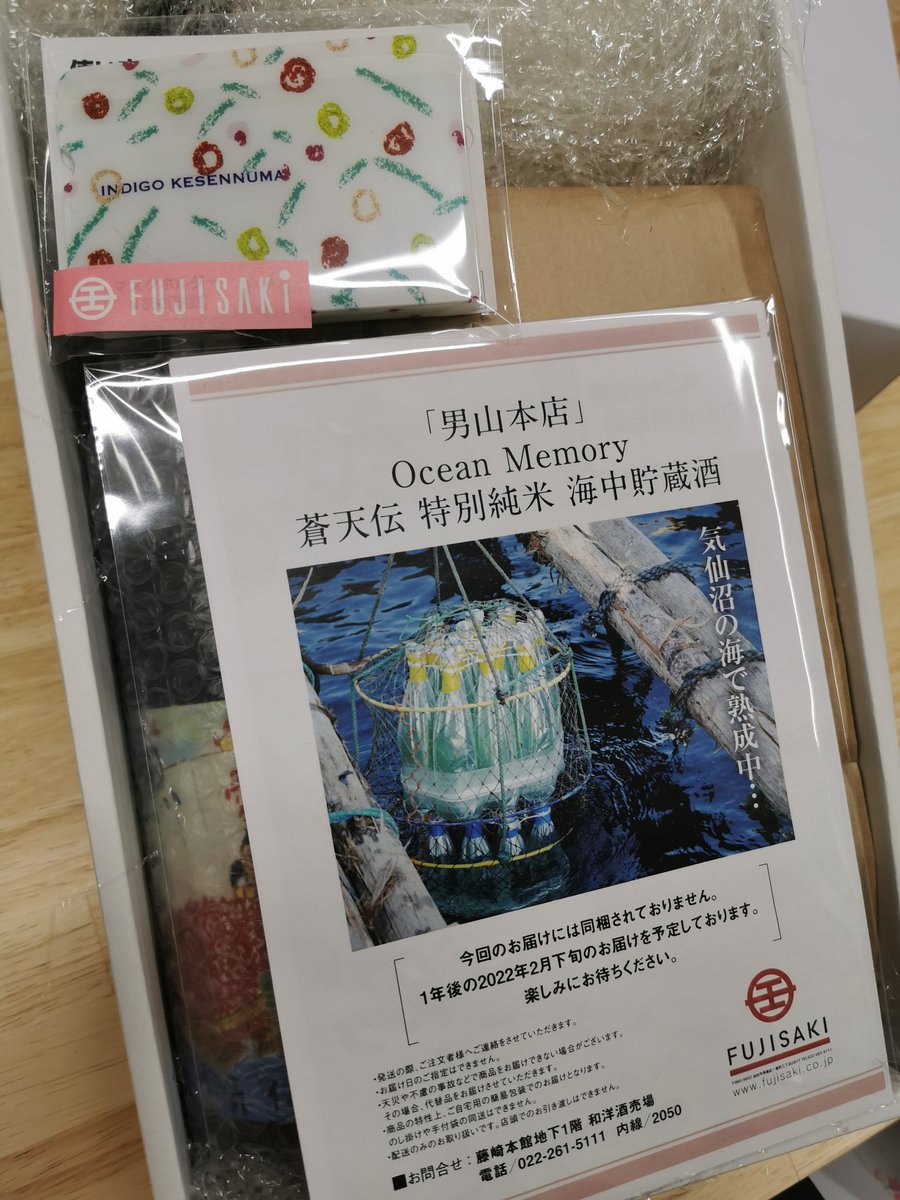 INDIGO KESENNUMA
FUJISAKI
「男山本店」
Ocean Memory
蒼天伝 特別純米 海中貯蔵酒
気仙沼の海で熟成中…
今回のお届けには同梱されておりません。
1年後の2022年2月下旬のお届けを予定しております。
楽しみにお待ちください。
・発送の際、ご注文者様へご連絡をさせていただきます。
・お届け日のご指定はできません。
・天災や不慮の事故などで商品をお届けできない場合がございます。
その場合、代替品をお届けさせていただきます。
・商品の特性上、ご自宅用の簡易包装でのお届けとなります。
のし掛けや手付袋の同送はできません。
・配送のみのお取り扱いです。店頭でのお引き渡しはできません。
■お問合せ：藤崎本館地下1階 和洋酒売場
電話/022-261-5111 内線/2050
FUJISAKI
www.fujisaki.co.jp